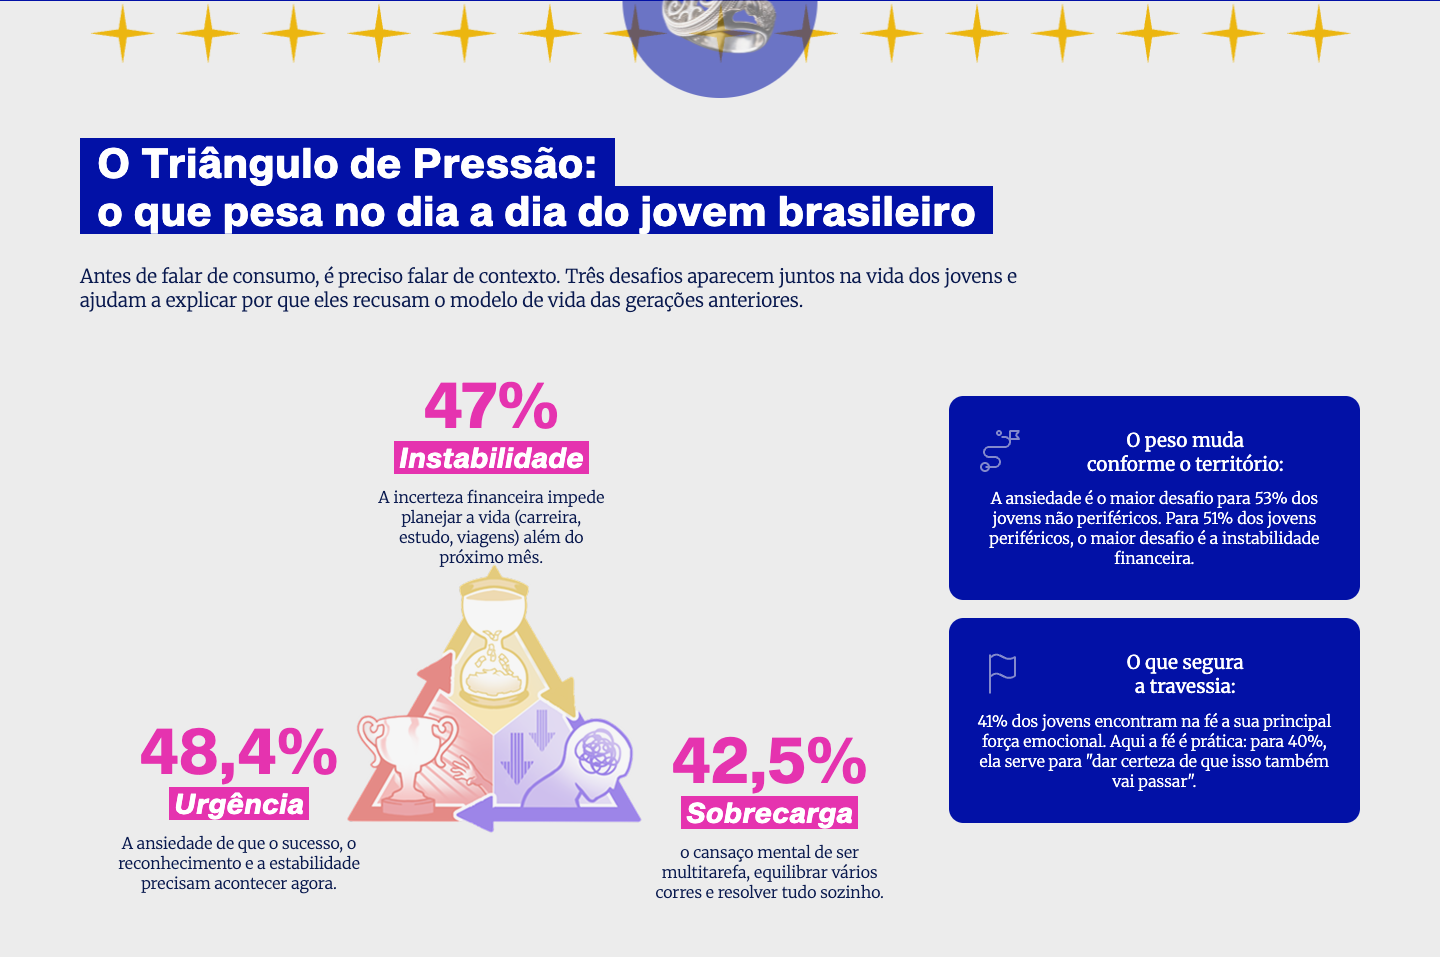 O Triângulo de Pressão:
o que pesa no dia a dia do jovem brasileiro
Antes de falar de consumo, é preciso falar de contexto. Três desafios aparecem juntos na vida dos jovens e
ajudam a explicar por que eles recusam o modelo de vida das gerações anteriores.
47%
Instabilidade
A incerteza financeira impede
planejar a vida (carreira,
estudo, viagens) além do
próximo mês.
48,4%
Urgência
A ansiedade de que o sucesso, o
reconhecimento e a estabilidade
precisam acontecer agora.
42,5%
Sobrecarga
o cansaço mental de ser
multitarefa, equilibrar vários
corres e resolver tudo sozinho.
O peso muda
conforme o território:
A ansiedade é o maior desafio para 53% dos
jovens não periféricos. Para 51% dos jovens
periféricos, o maior desafio é a instabilidade
financeira.
O que segura
a travessia:
41% dos jovens encontram na fé a sua principal
força emocional. Aqui a fé é prática: para 40%,
ela serve para "dar certeza de que isso também
vai passar".